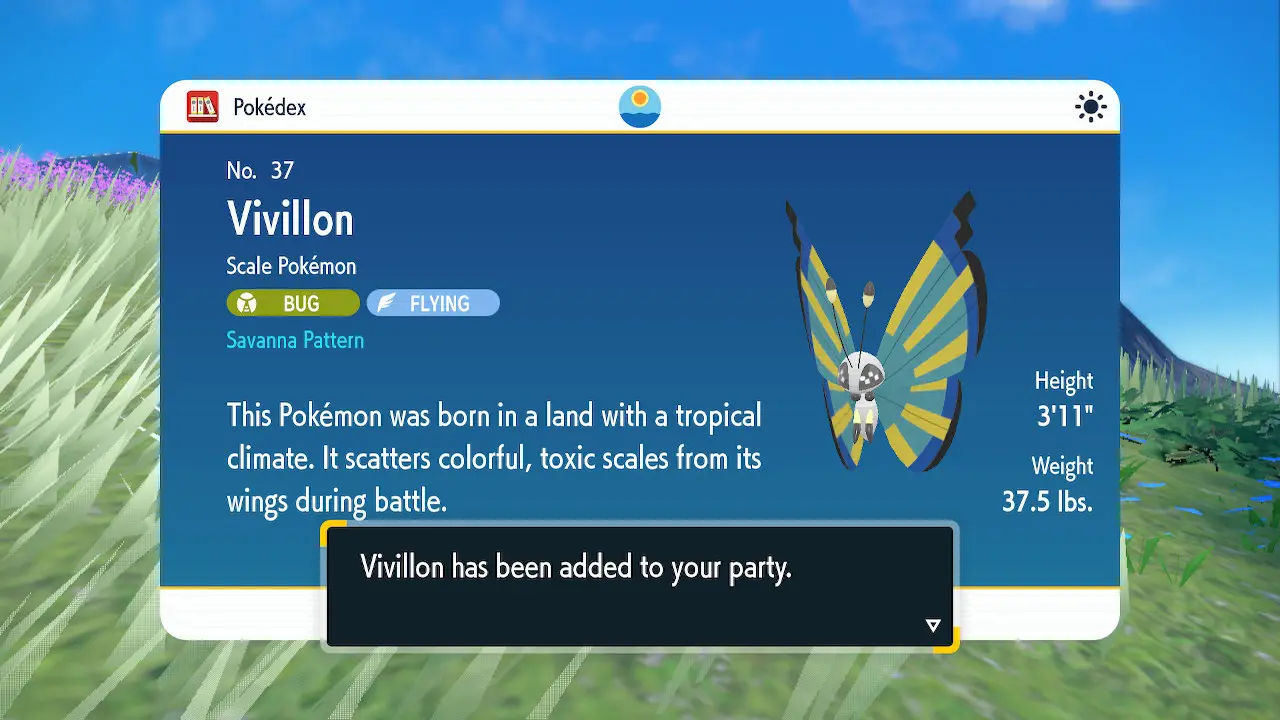 Pokédex
No. 37
Vivillon
Scale Pokémon
BUG FLYING
Savanna Pattern
This Pokémon was born in a land with a tropical
climate. It scatters colorful, toxic scales from its
wings during battle.
Height
3'11"
Weight
37.5 lbs.
Vivillon has been added to your party.